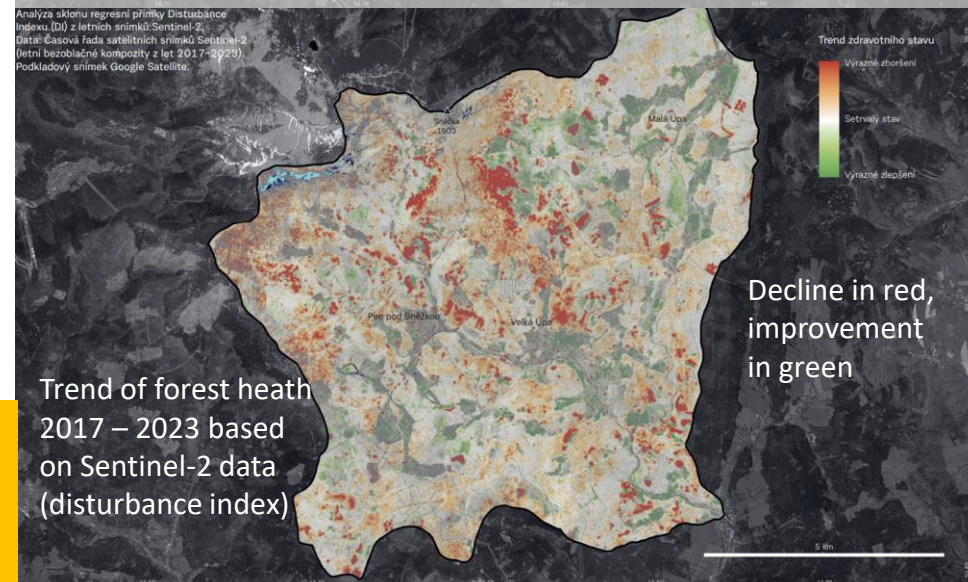 Analýza sklonu regresní přímky Disturbance
Indexu (DI) z letních snímků Sentinel-2.
Data: Časová řada satelitních snímků Sentinel-2
(letní bezoblačné kompozity z let 2017-2023).
Podkladový snímek Google Satellite.
Trend zdravotního stavu
Výrazné zhoršení
Setrvalý stav
Výrazné zlepšení
Sněžka
1603
Malá Úpa
Pec pod Sněžkou
Velká Úpa
Decline in red,
improvement
in green
Trend of forest heath
2017 – 2023 based
on Sentinel-2 data
(disturbance index)
5 km